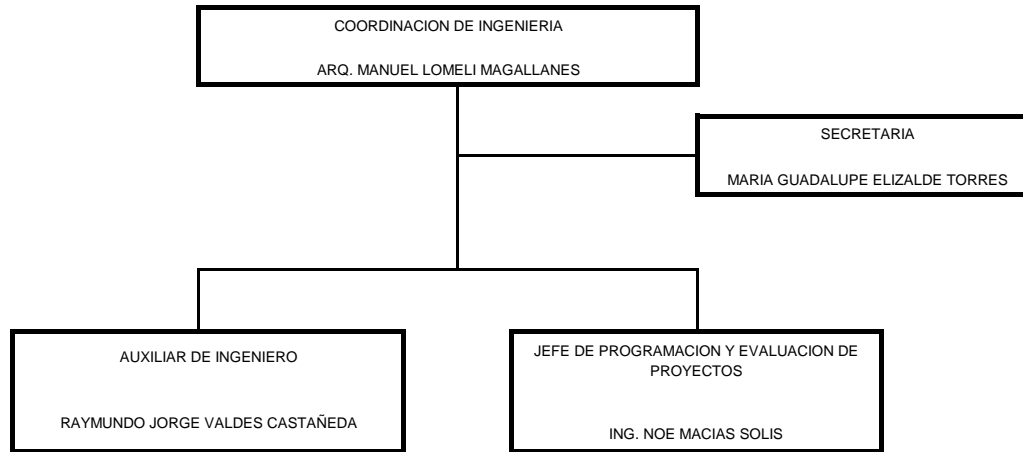 COORDINACION DE INGENIERIA
ARQ. MANUEL LOMELI MAGALLANES
SECRETARIA
MARIA GUADALUPE ELIZALDE TORRES
AUXILIAR DE INGENIERO
RAYMUNDO JORGE VALDES CASTAÑEDA
JEFE DE PROGRAMACION Y EVALUACION DE
PROYECTOS
ING. NOE MACIAS SOLIS